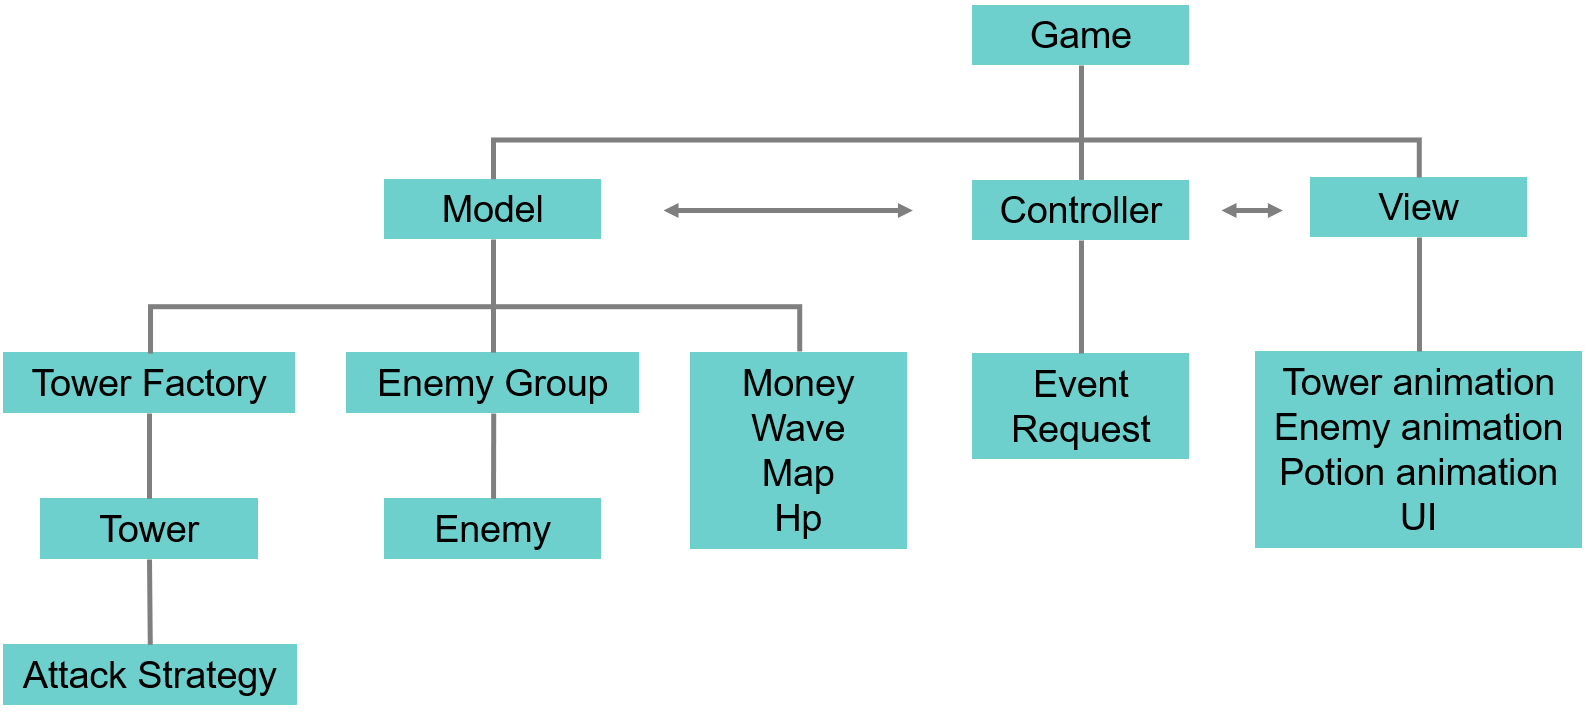 Game
Model
Controller
View
Tower Factory
Enemy Group
Money
Wave
Map
Hp
Event
Request
Tower animation
Enemy animation
Potion animation
UI
Tower
Enemy
Attack Strategy